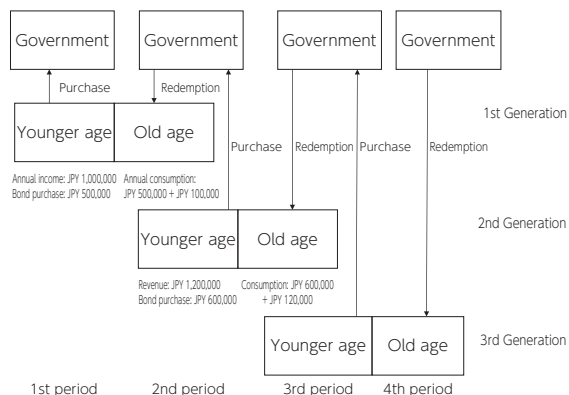 Government Government Government Government
Purchase Redemption
1st Generation
Younger age Old age
Purchase Redemption Purchase Redemption
Annual income: JPY 1,000,000 Annual consumption:
Bond purchase: JPY 500,000 JPY 500,000 + JPY 100,000
2nd Generation
Younger age Old age
Revenue: JPY 1,200,000 Consumption: JPY 600,000
Bond purchase: JPY 600,000 + JPY 120,000
3rd Generation
Younger age Old age
1st period 2nd period 3rd period 4th period